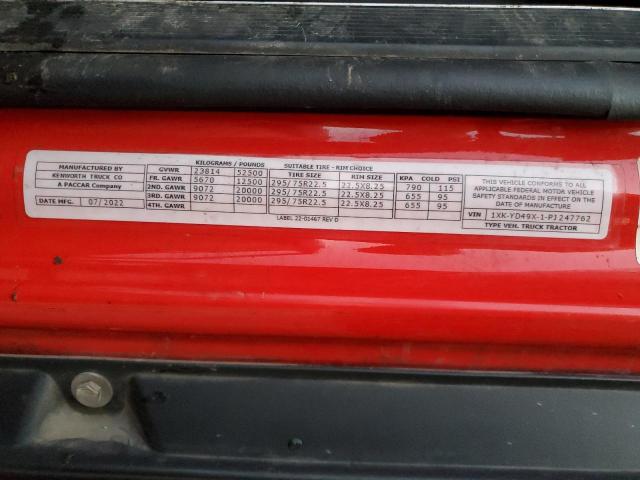 MANUFACTURED BY
KENWORTH TRUCK CO
A PACCAR Company
DATE MFG. 07/2022
KILOGRAMS / POUNDS
GVWR 23814 52500
FR. GAWR 5670 12500
2ND. GAWR 9072 20000
3RD. GAWR 9072 20000
4TH. GAWR
SUITABLE TIRE - RIM CHOICE
TIRE SIZE RIM SIZE KPA COLD PSI
295/75R22.5 22.5X8.25 790 115
295/75R22.5 22.5X8.25 655 95
295/75R22.5 22.5X8.25 655 95
LABEL 22-01467 REV D
THIS VEHICLE CONFORMS TO ALL
APPLICABLE FEDERAL MOTOR VEHICLE
SAFETY STANDARDS IN EFFECT ON THE
DATE OF MANUFACTURE
VIN 1XK-YD49X-1-PJ247762
TYPE VEH. TRUCK TRACTOR